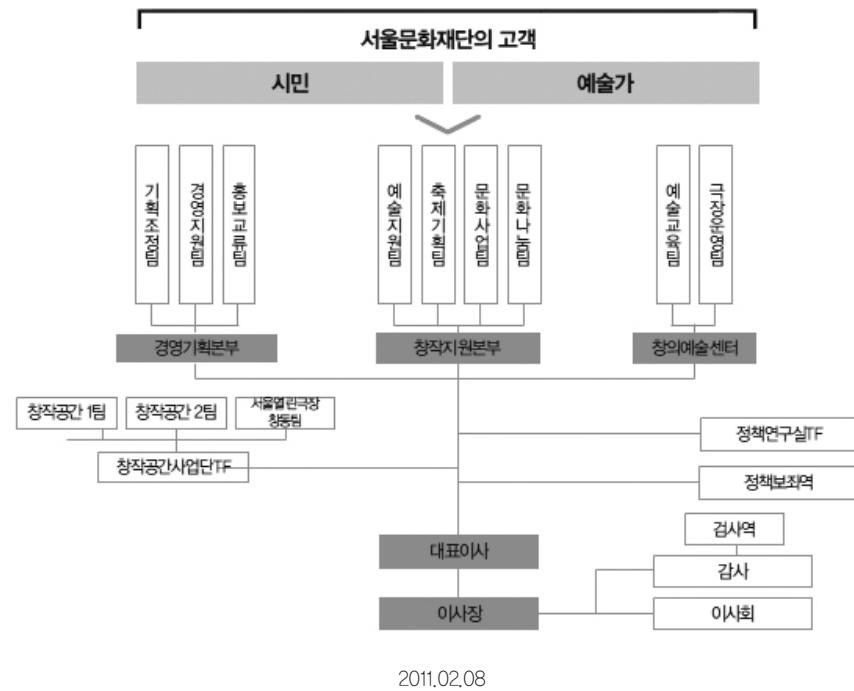 서울문화재단의 고객
시민
예술가
기획조정팀
경영지원팀
홍보교류팀
예술지원팀
축제기획팀
문화사업팀
문화나눔팀
예술교육팀
극장운영팀
경영기획본부
창작지원본부
창의예술센터
창작공간 1팀
창작공간 2팀
서울열린극장
창동팀
창작공간사업단TF
정책연구실TF
정책보좌역
대표이사
검사역
감사
이사장
이사회
2011.02.08